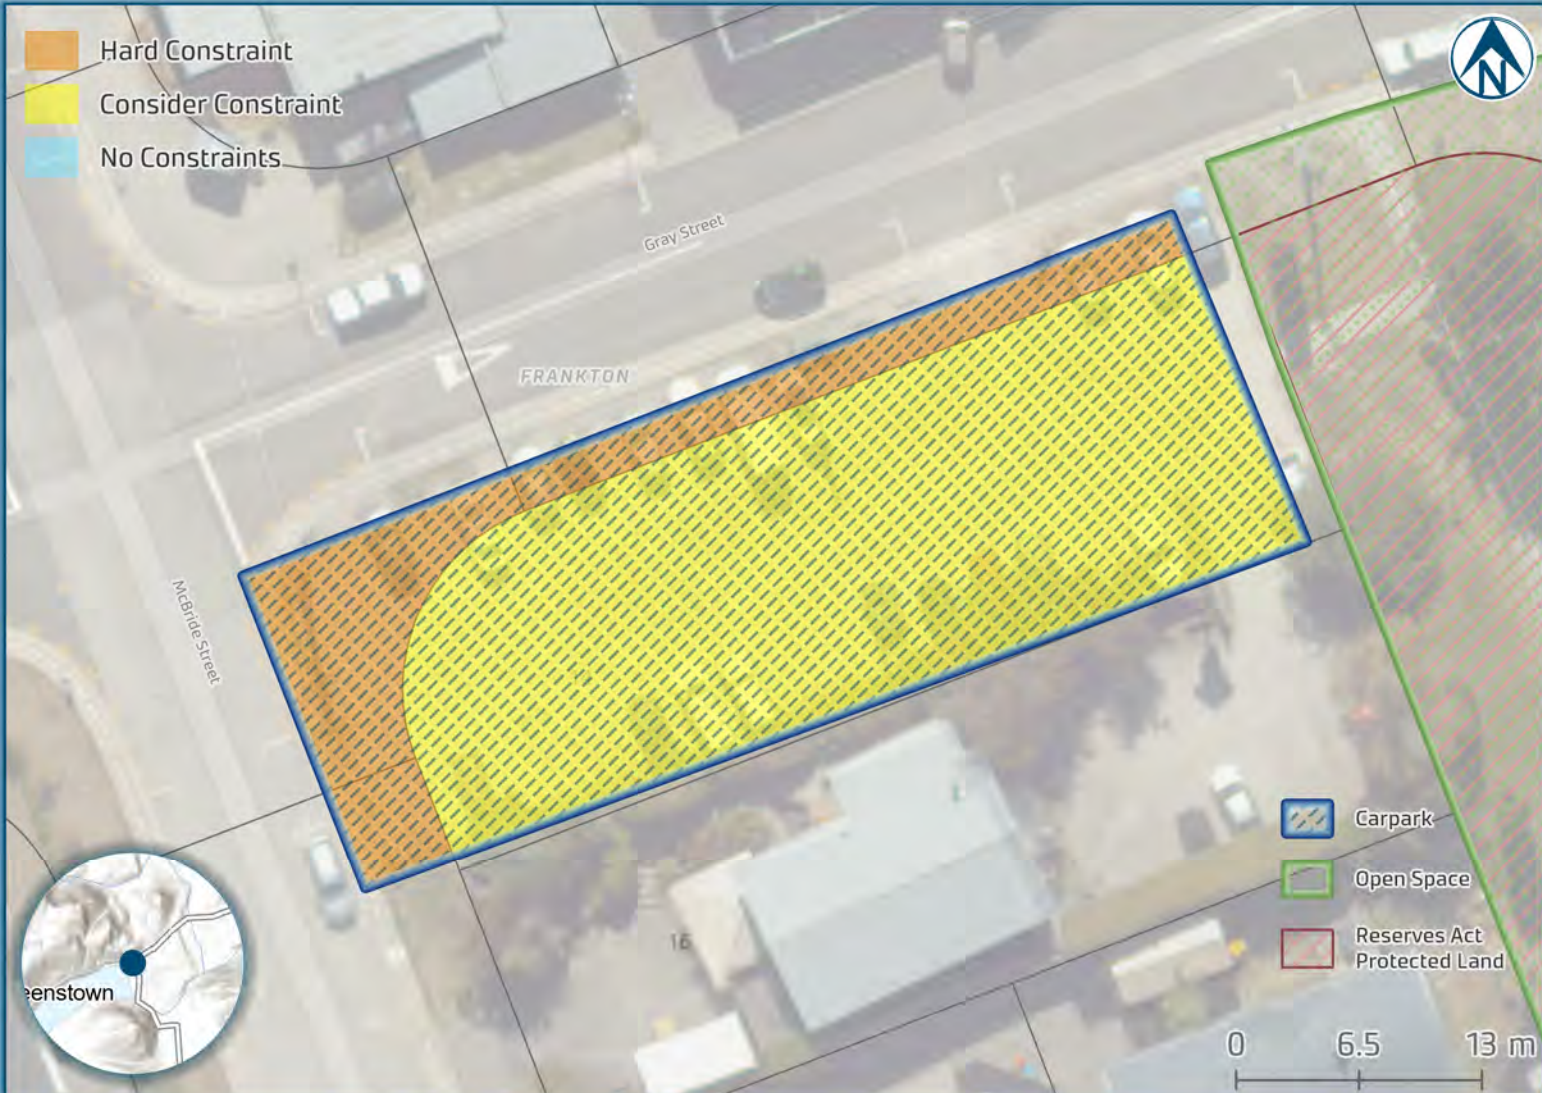 Hard Constraint
Consider Constraint
No Constraints
N
Gray Street
FRANKTON
McBride Street
Carpark
Open Space
Reserves Act
Protected Land
16
eenstown
0 6.5 13 m